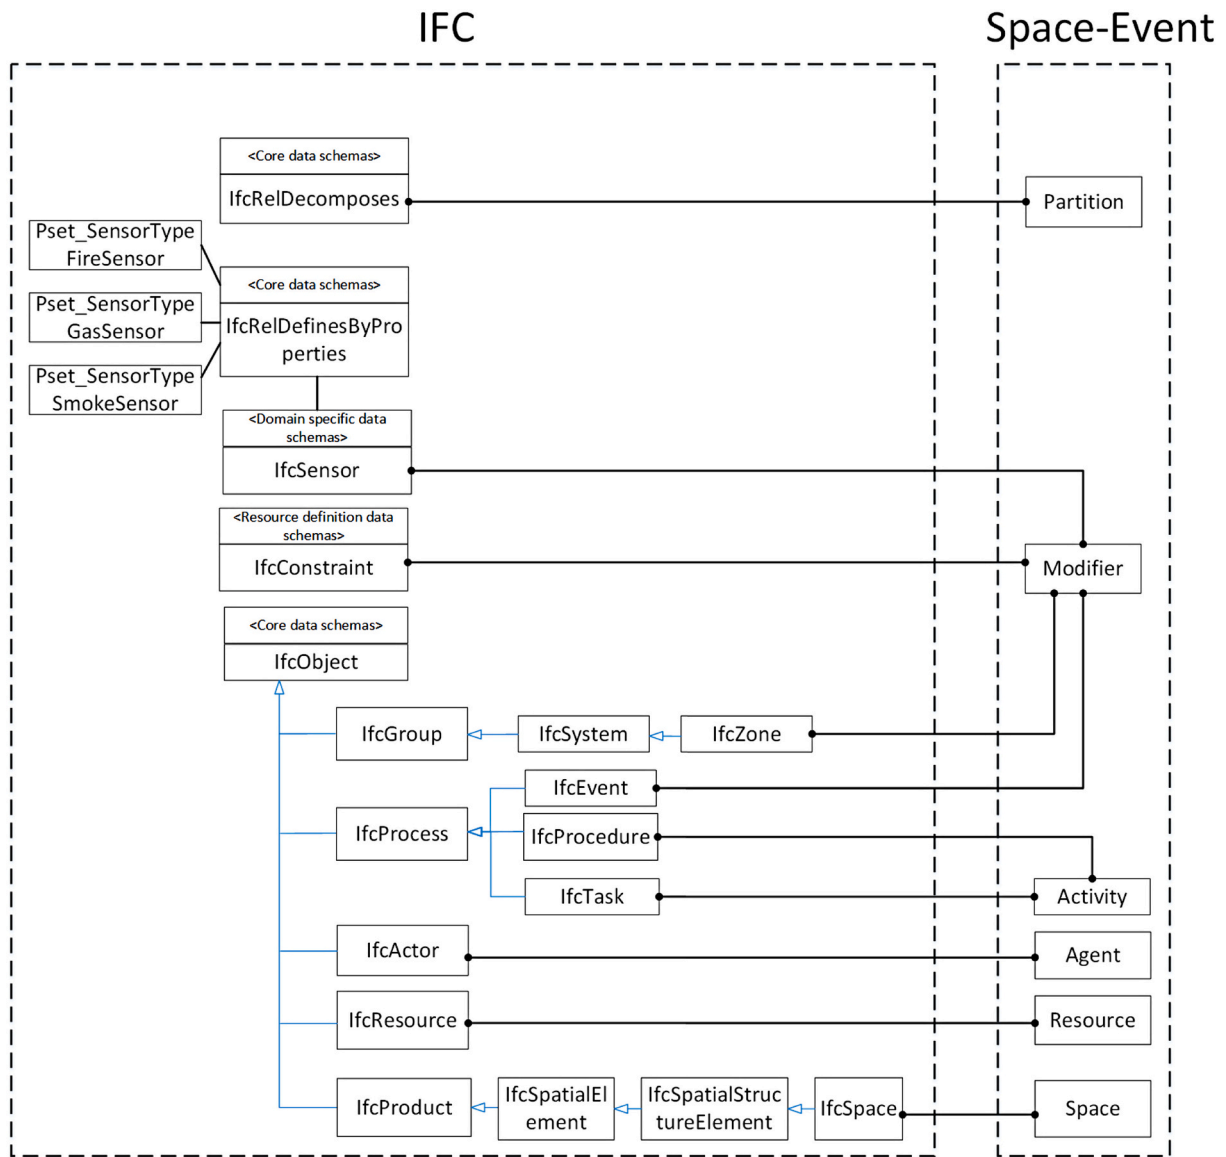 IFC
Space-Event
<Core data schemas>
IfcRelDecomposes
Partition
Pset_SensorType
FireSensor
<Core data schemas>
Pset_SensorType
GasSensor
IfcRelDefinesByPro
perties
Pset_SensorType
SmokeSensor
<Domain specific data
schemas>
IfcSensor
<Resource definition data
schemas>
IfcConstraint
Modifier
<Core data schemas>
IfcObject
IfcGroup
IfcSystem
IfcZone
IfcEvent
IfcProcess
IfcProcedure
IfcTask
Activity
IfcActor
Agent
IfcResource
Resource
IfcProduct
IfcSpatialEl
ement
IfcSpatialStruc
tureElement
IfcSpace
Space